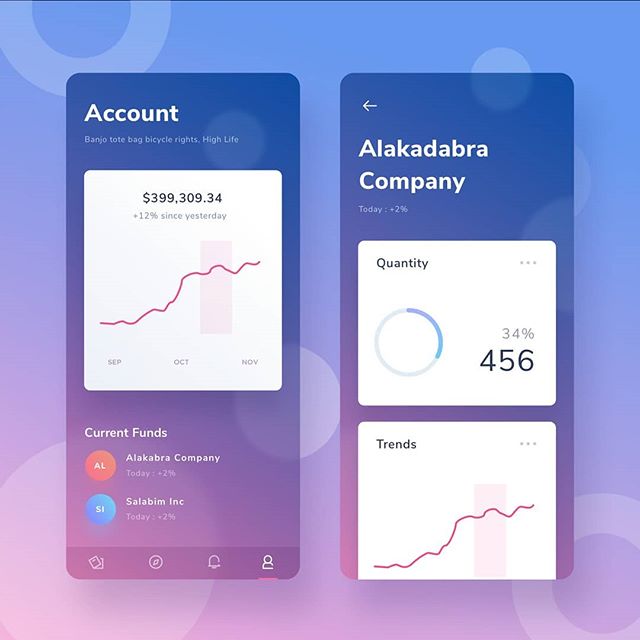 Account
Banjo tote bag bicycle rights, High Life
$399,309.34
+12% since yesterday
SEP OCT NOV
Current Funds
AL
Alakabra Company
Today : +2%
SI
Salabim Inc
Today : +2%
Alakadabra
Company
Today : +2%
Quantity
34%
456
Trends